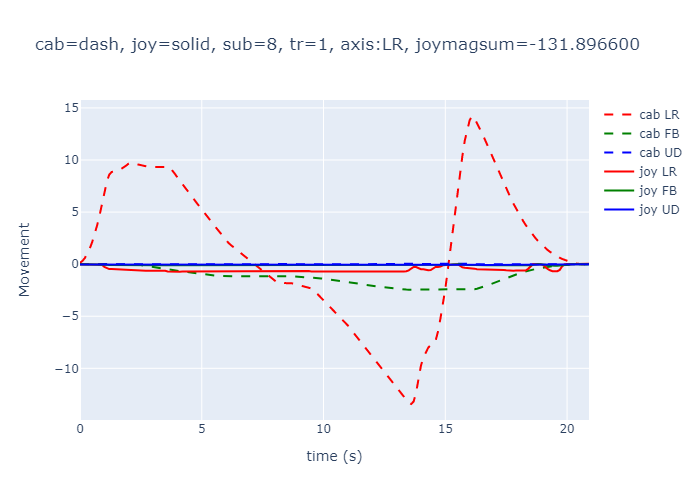 cab=dash, joy=solid, sub=8, tr=1, axis:LR, joymagsum=-131.896600
15
10
5
0
−5
−10
Movement
0
5
10
15
20
time (s)
cab LR
cab FB
cab UD
joy LR
joy FB
joy UD